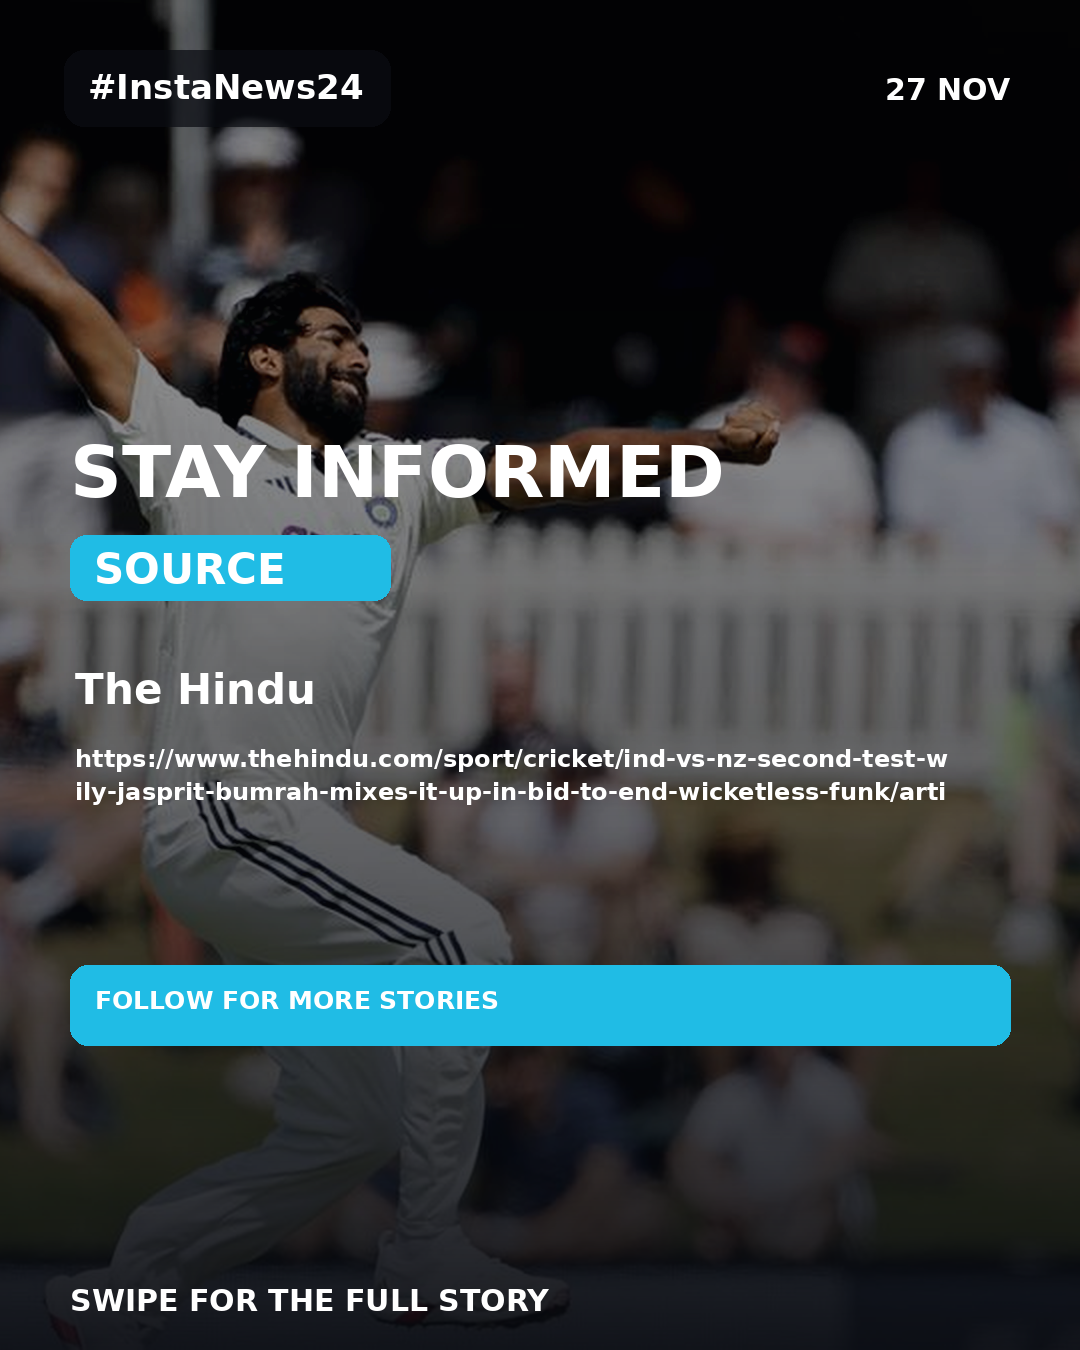 #InstaNews24
27 NOV
STAY INFORMED
SOURCE
The Hindu
https://www.thehindu.com/sport/cricket/ind-vs-nz-second-test-w
ily-jasprit-bumrah-mixes-it-up-in-bid-to-end-wicketless-funk/arti
FOLLOW FOR MORE STORIES
SWIPE FOR THE FULL STORY